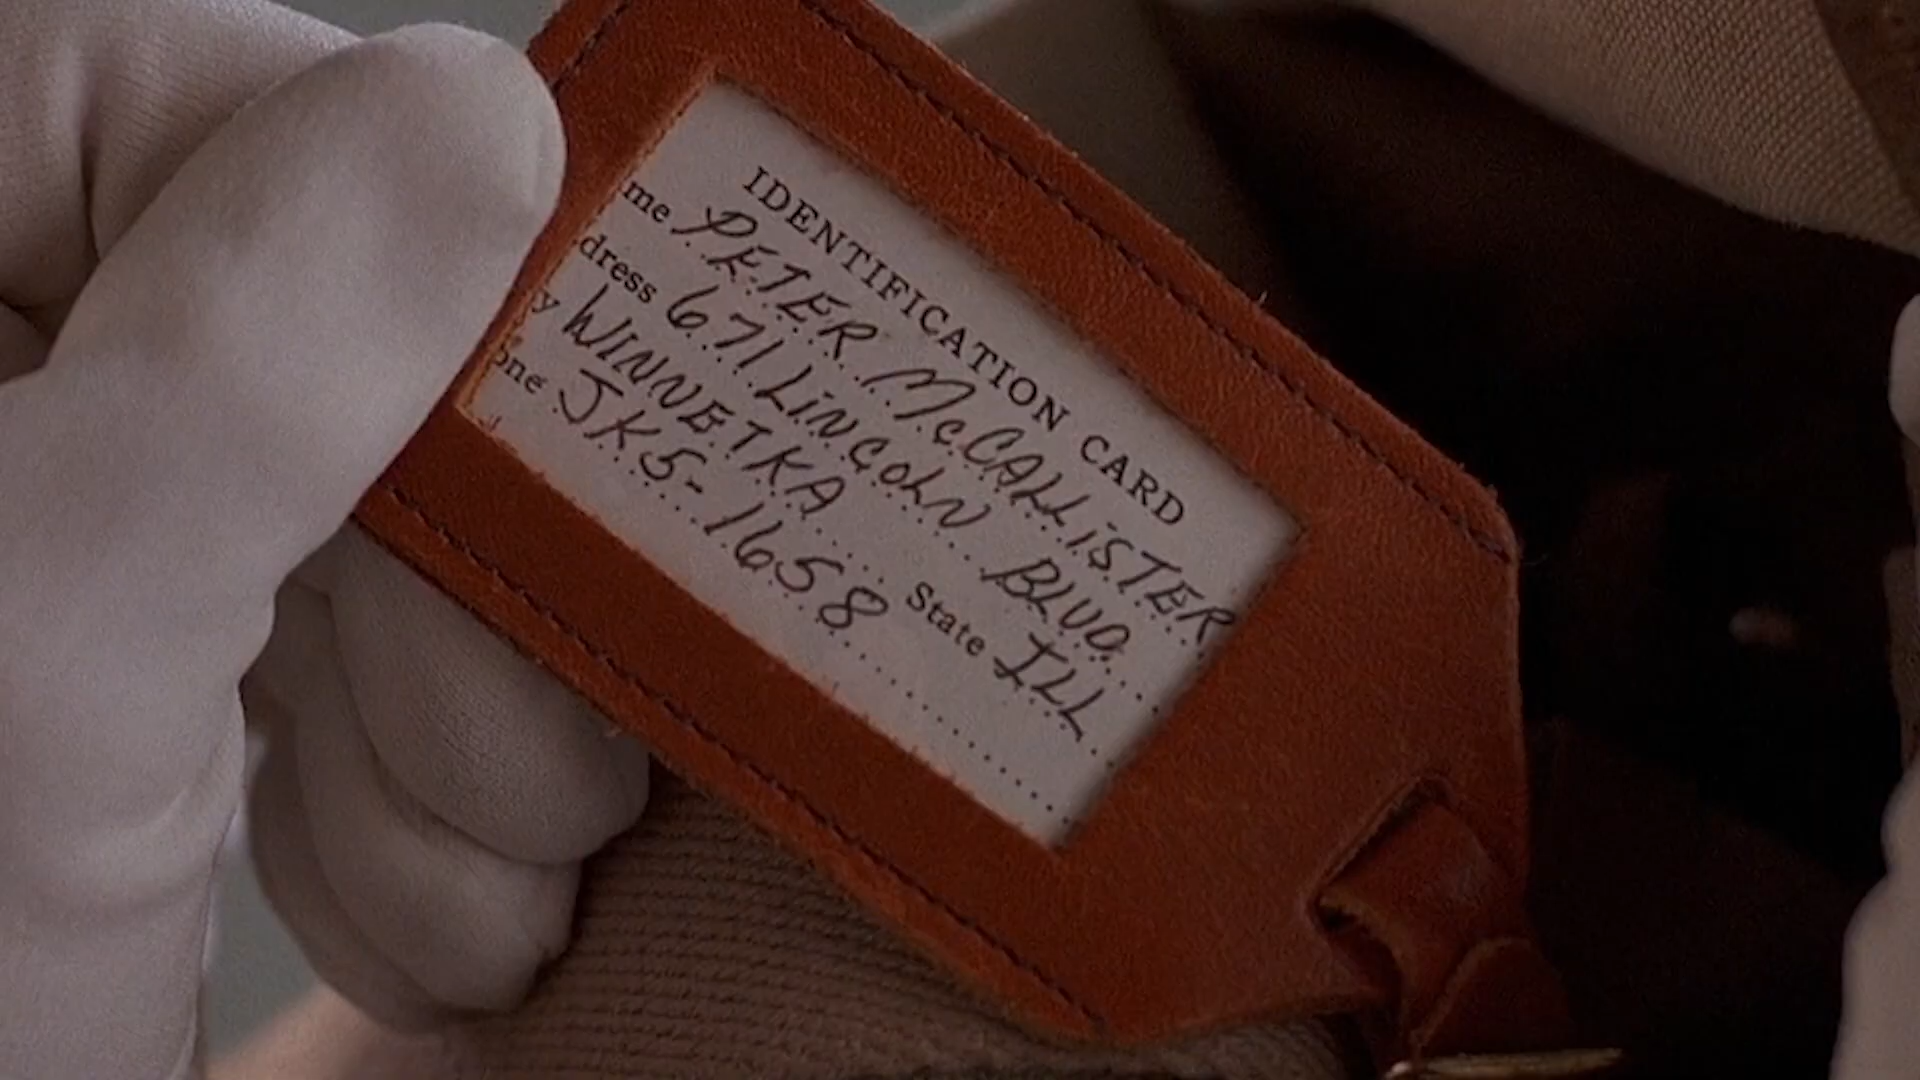 IDENTIFICATION CARD
me PETER McCALLiSTER
dress 671 LiNcolN BLVD.
y WINNETKA State ILL
one JK5-1658